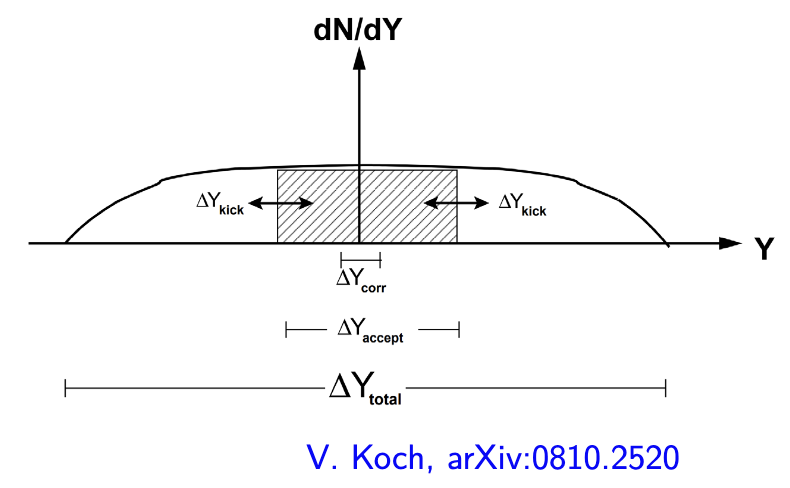 dN/dY
ΔYkick
ΔYkick
Y
ΔYcorr
ΔYaccept
ΔYtotal
V. Koch, arXiv:0810.2520